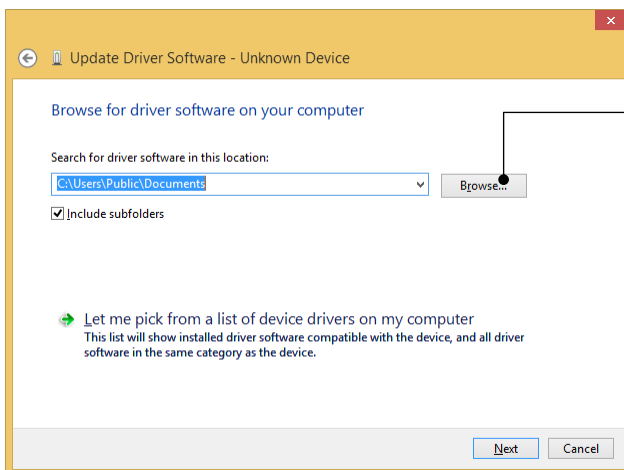 Update Driver Software - Unknown Device
Browse for driver software on your computer
Search for driver software in this location:
C:\Users\Public\Documents
Browse...
Include subfolders
Let me pick from a list of device drivers on my computer
This list will show installed driver software compatible with the device, and all driver
software in the same category as the device.
Next
Cancel